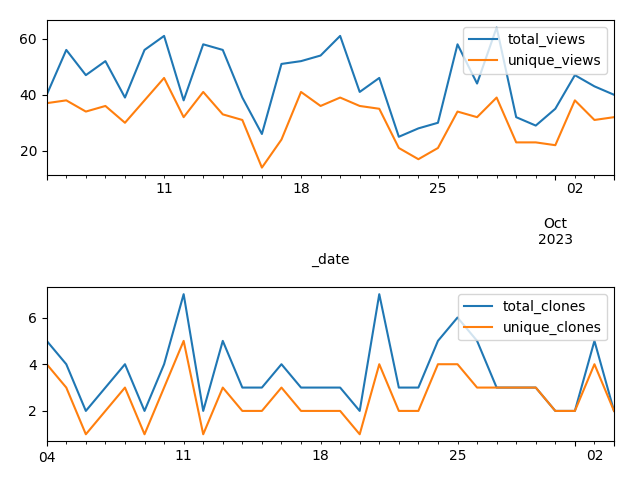 60
40
20
total_views
unique_views
11
18
25
02
Oct
2023
_date
6
4
2
total_clones
unique_clones
04
11
18
25
02